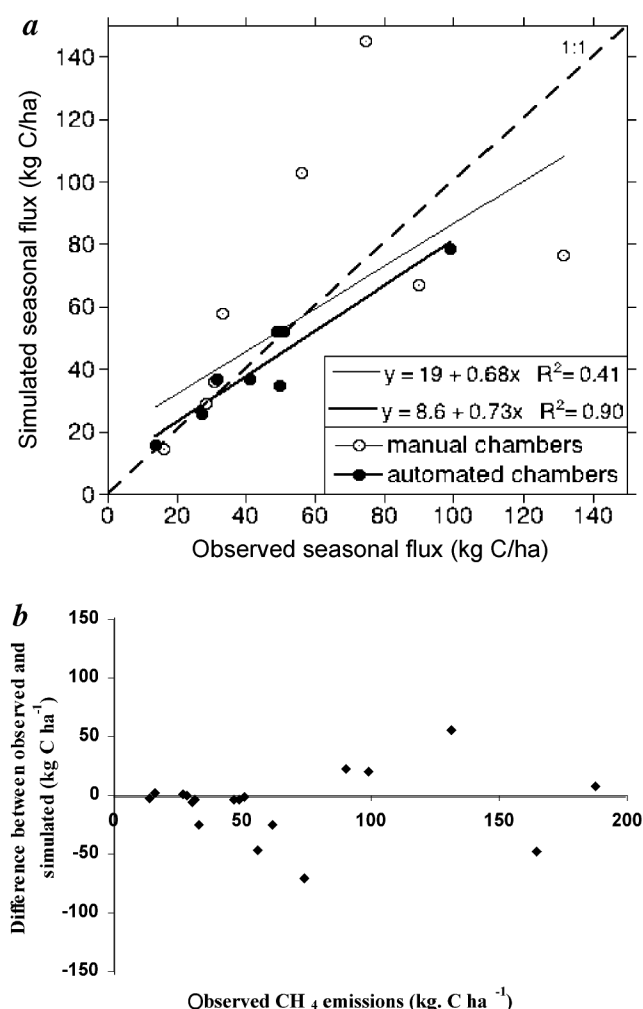 a
1:1
140
120
100
80
60
40
20
0
Simulated seasonal flux (kg C/ha)
y = 19 + 0.68x R²= 0.41
y = 8.6 + 0.73x R²= 0.90
manual chambers
automated chambers
0 20 40 60 80 100 120 140
Observed seasonal flux (kg C/ha)
b
150
100
50
0
-50
-100
-150
Difference between observed and
simulated (kg C ha⁻¹)
0 50 100 150 200
Observed CH₄ emissions (kg. C ha⁻¹)